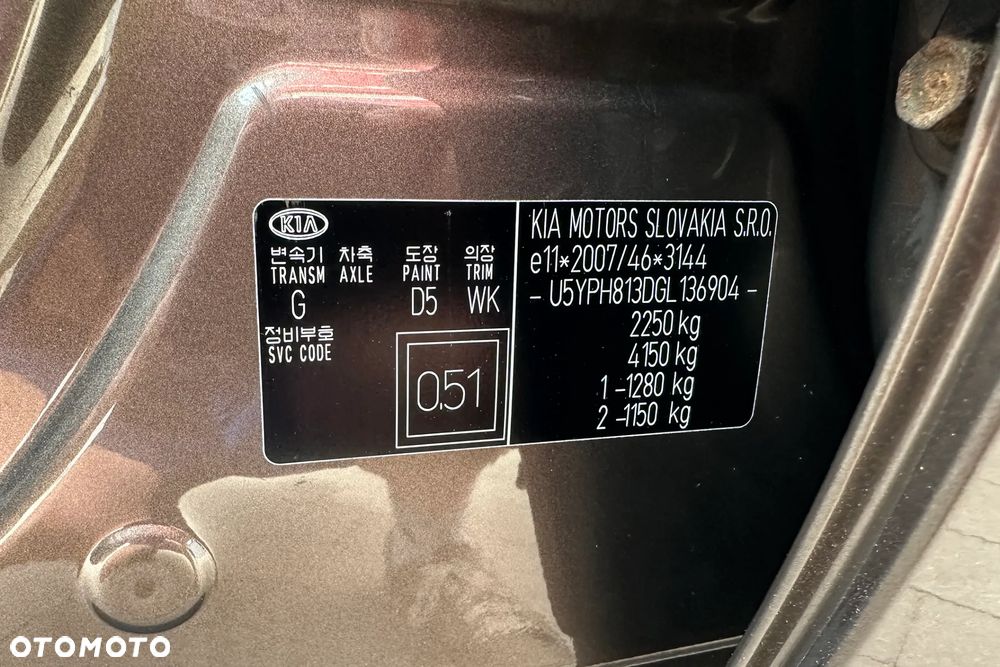 KIA
변속기 차축 도장 의장
TRANSM AXLE PAINT TRIM
G D5 WK
정비부호
SVC CODE
0.51
KIA MOTORS SLOVAKIA S.R.O.
e11*2007/46*3144
- U5YPH813DGL136904 -
2250 kg
4150 kg
1 -1280 kg
2 -1150 kg
OTOMOTO